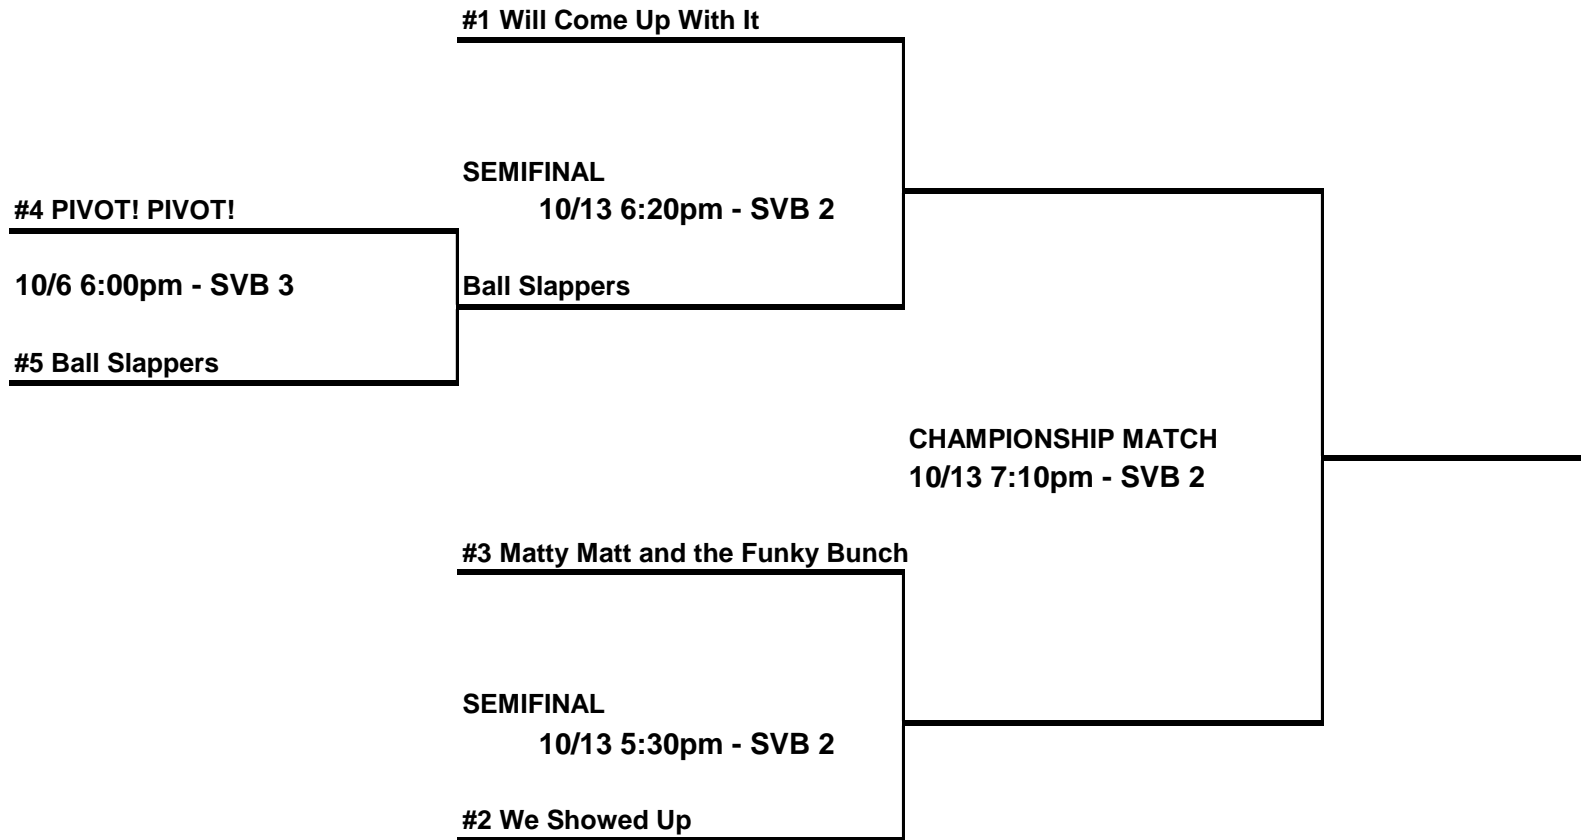 #1 Will Come Up With It
SEMIFINAL
10/13 6:20pm - SVB 2
#4 PIVOT! PIVOT!
10/6 6:00pm - SVB 3
Ball Slappers
#5 Ball Slappers
CHAMPIONSHIP MATCH
10/13 7:10pm - SVB 2
#3 Matty Matt and the Funky Bunch
SEMIFINAL
10/13 5:30pm - SVB 2
#2 We Showed Up